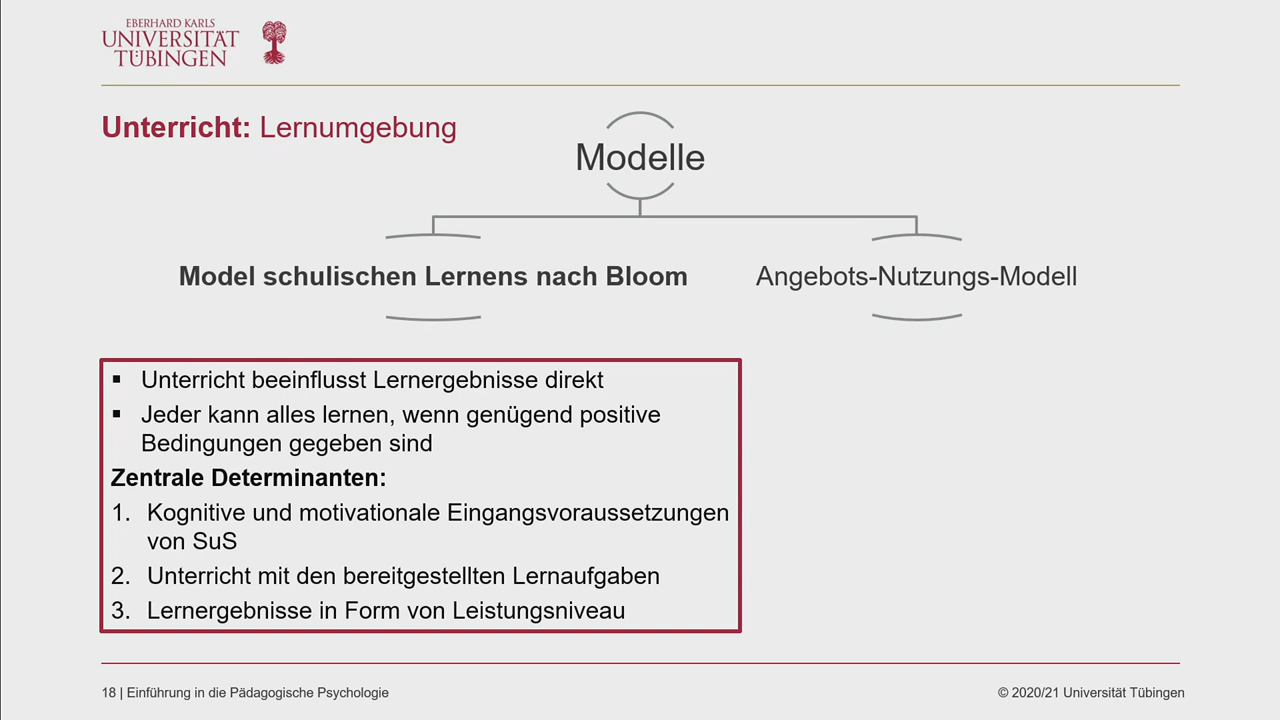 EBERHARD KARLS
UNIVERSITÄT
TÜBINGEN
Unterricht: Lernumgebung
Modelle
Model schulischen Lernens nach Bloom
Angebots-Nutzungs-Modell
▪ Unterricht beeinflusst Lernergebnisse direkt
▪ Jeder kann alles lernen, wenn genügend positive
Bedingungen gegeben sind
Zentrale Determinanten:
1. Kognitive und motivationale Eingangsvoraussetzungen
von SuS
2. Unterricht mit den bereitgestellten Lernaufgaben
3. Lernergebnisse in Form von Leistungsniveau
18 | Einführung in die Pädagogische Psychologie
© 2020/21 Universität Tübingen